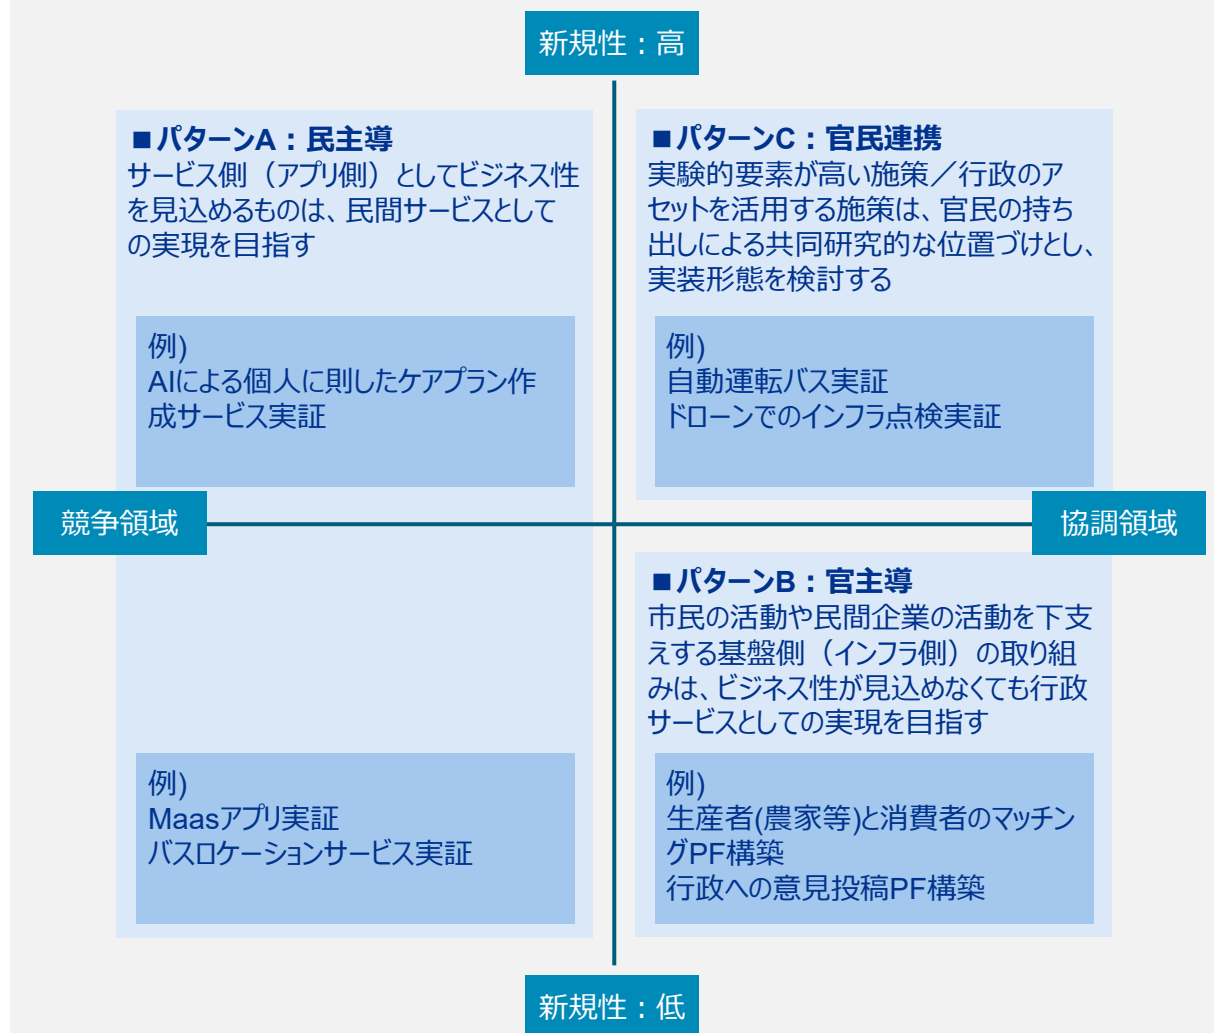 新規性：高
■パターンA：民主導
サービス側（アプリ側）としてビジネス性
を見込めるものは、民間サービスとして
の実現を目指す
例)
AIによる個人に則したケアプラン作
成サービス実証
■パターンC：官民連携
実験的要素が高い施策／行政のア
セットを活用する施策は、官民の持ち
出しによる共同研究的な位置づけとし、
実装形態を検討する
例)
自動運転バス実証
ドローンでのインフラ点検実証
競争領域
協調領域
例)
Maasアプリ実証
バスロケーションサービス実証
■パターンB：官主導
市民の活動や民間企業の活動を下支
えする基盤側（インフラ側）の取り組
みは、ビジネス性が見込めなくても行政
サービスとしての実現を目指す
例)
生産者(農家等)と消費者のマッチン
グPF構築
行政への意見投稿PF構築
新規性：低